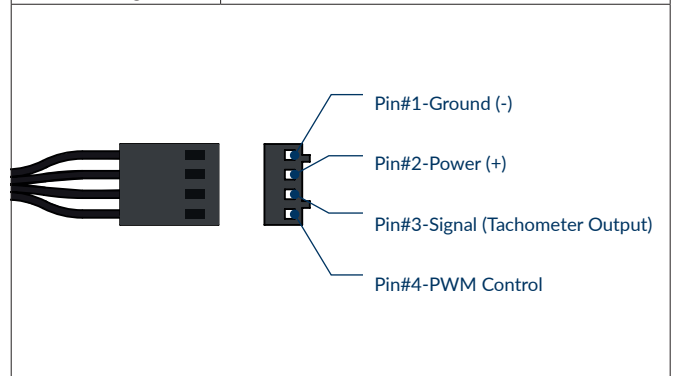 Pin#1-Ground (-)
Pin#2-Power (+)
Pin#3-Signal (Tachometer Output)
Pin#4-PWM Control